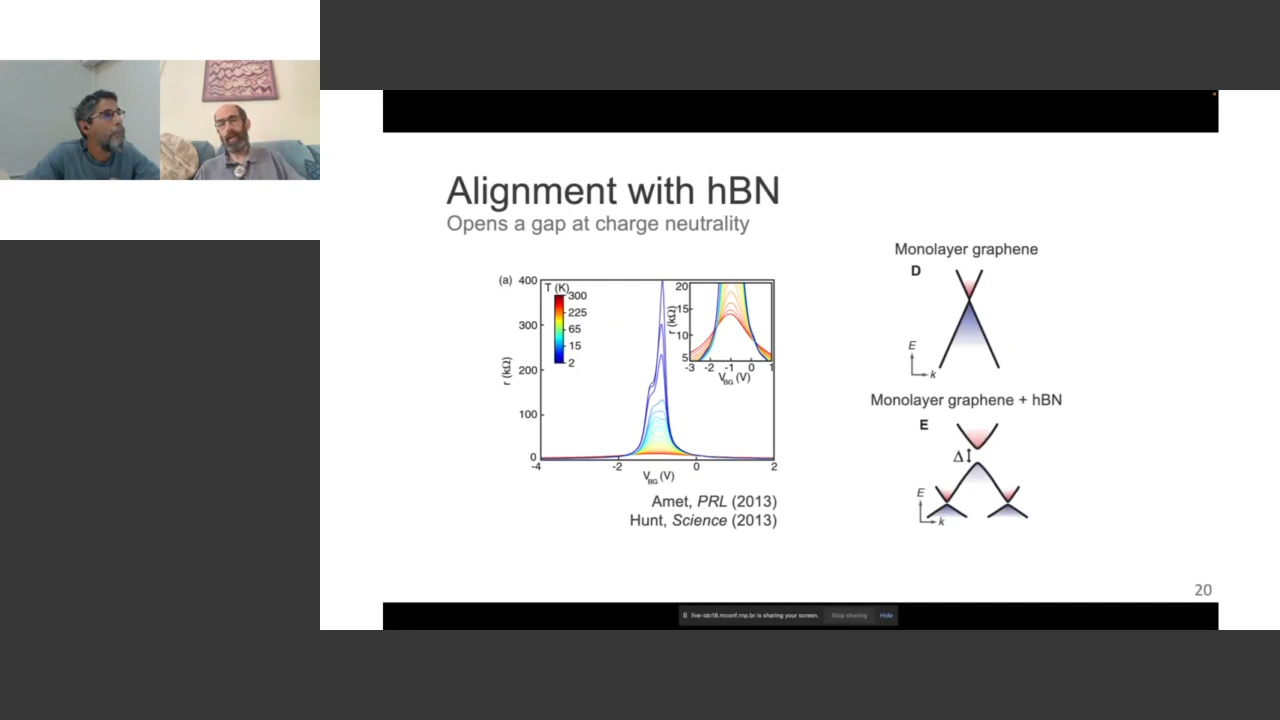 Alignment with hBN
Opens a gap at charge neutrality
(a)
400
300
200
100
0
r (kΩ)
T (K)
300
225
65
15
2
-4
-2
0
2
V_BG (V)
20
15
10
5
r (kΩ)
-3
-2
-1
0
1
V_BG (V)
Amet, PRL (2013)
Hunt, Science (2013)
Monolayer graphene
D
E
k
Monolayer graphene + hBN
E
Δ
E
k
20
live-idc16.mconf.rnp.br is sharing your screen.
Stop sharing
Hide